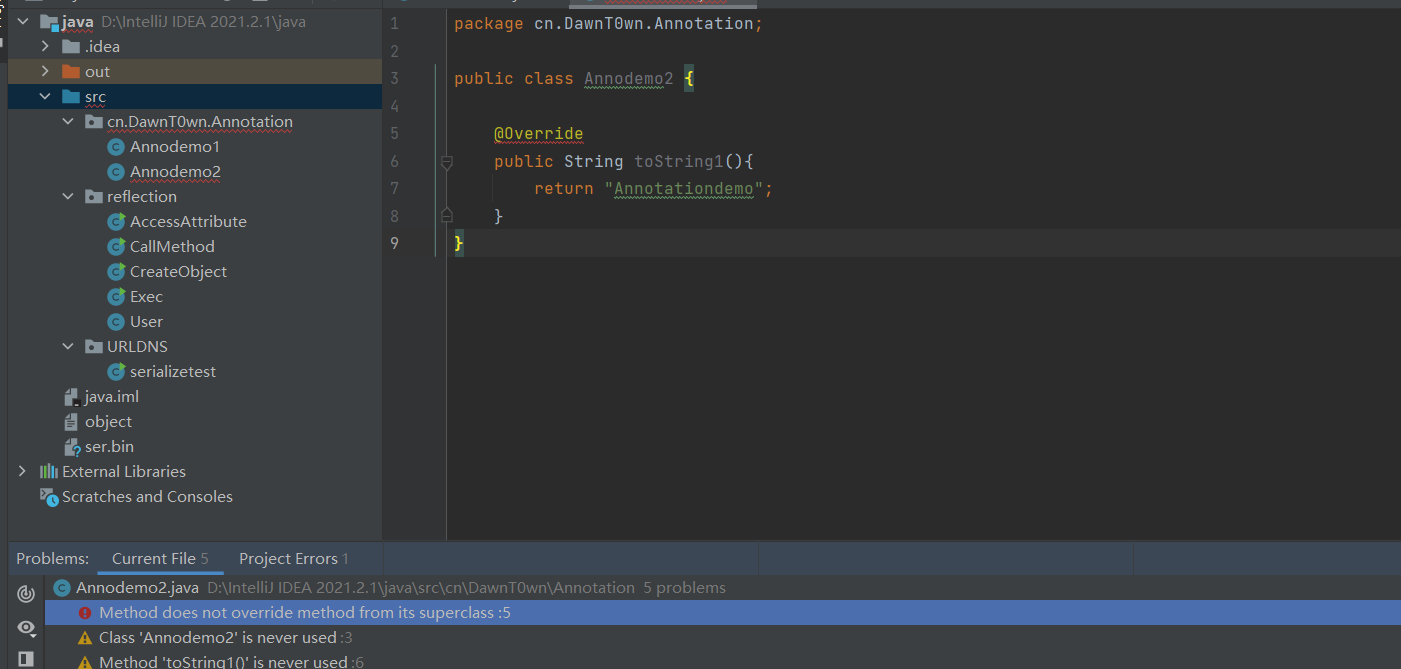 java D:\IntelliJ IDEA 2021.2.1\java
.idea
out
src
cn.DawnT0wn.Annotation
Annodemo1
Annodemo2
reflection
AccessAttribute
CallMethod
CreateObject
Exec
User
URLDNS
serializetest
java.iml
object
ser.bin
External Libraries
Scratches and Consoles
1 package cn.DawnT0wn.Annotation;
2
3 public class Annodemo2 {
4
5 @Override
6 public String toString1(){
7 return "Annotationdemo";
8 }
9 }
Problems: Current File 5 Project Errors 1
Annodemo2.java D:\IntelliJ IDEA 2021.2.1\java\src\cn\DawnT0wn\Annotation 5 problems
Method does not override method from its superclass :5
Class 'Annodemo2' is never used :3
Method 'toString1()' is never used :6